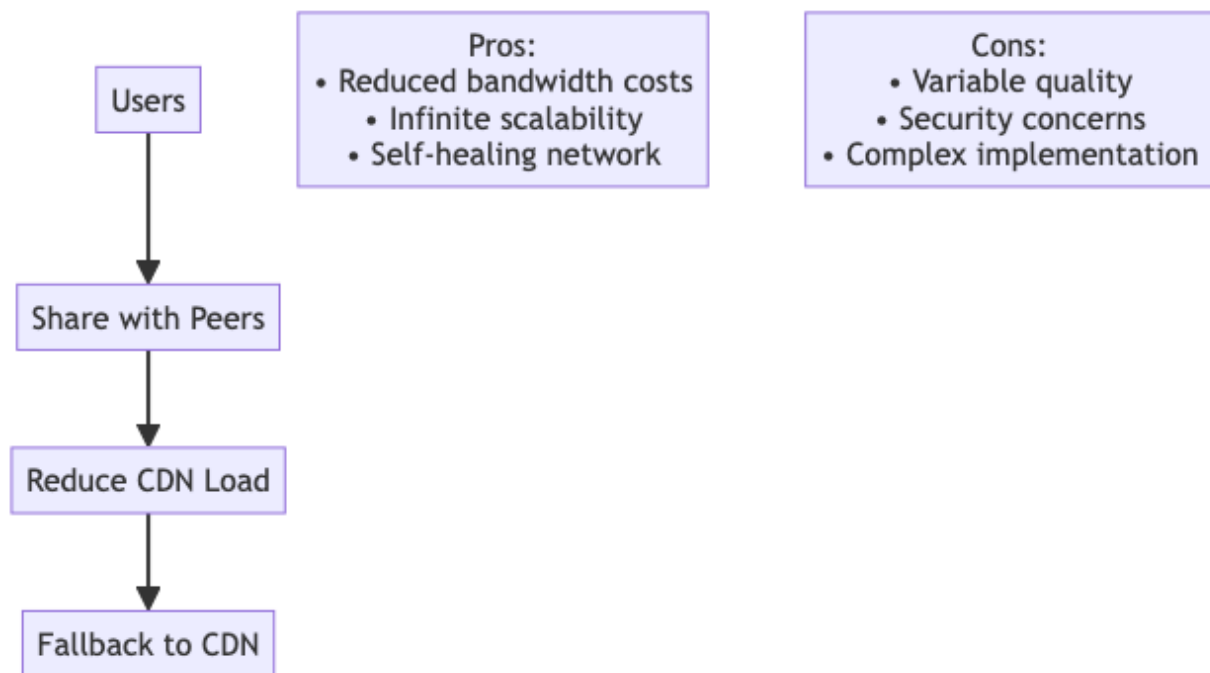 Users
Pros:
• Reduced bandwidth costs
• Infinite scalability
• Self-healing network
Cons:
• Variable quality
• Security concerns
• Complex implementation
Share with Peers
Reduce CDN Load
Fallback to CDN